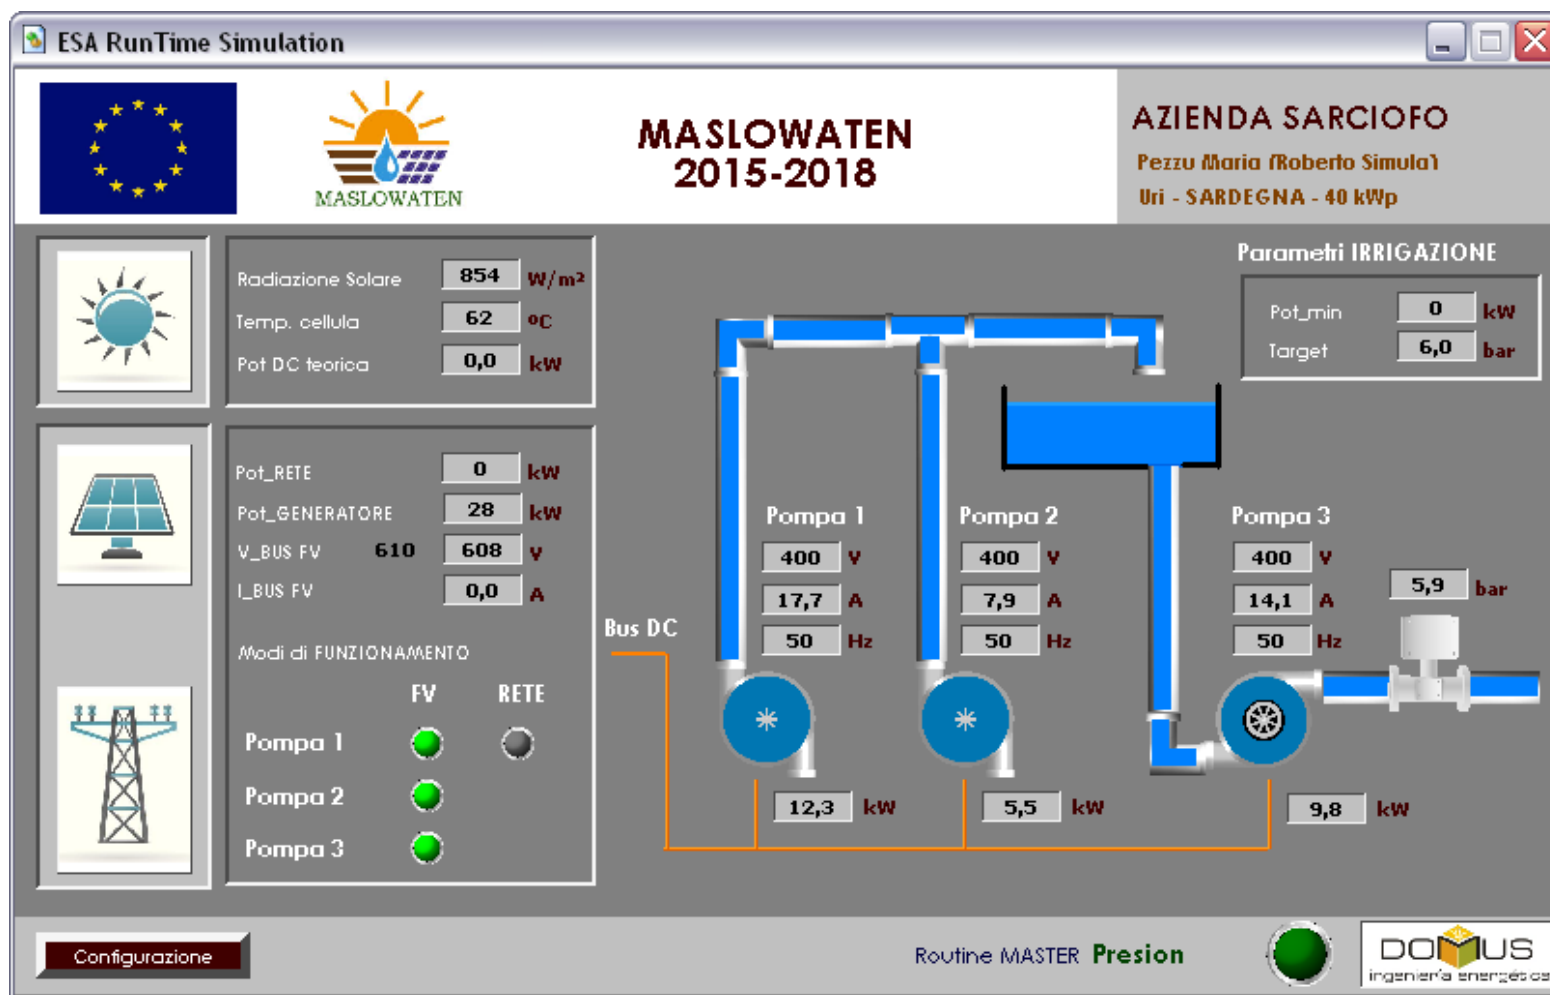 ESA RunTime Simulation
MASLOWATEN
MASLOWATEN
2015-2018
AZIENDA SARCIOFO
Pezzu Maria (Roberto Simula)
Uri - SARDEGNA - 40 kWp
Radiazione Solare 854 W/m²
Temp. cellula 62 ºC
Pot DC teorica 0,0 kW
Parametri IRRIGAZIONE
Pot_min 0 kW
Target 6,0 bar
Pot_RETE 0 kW
Pot_GENERATORE 28 kW
V_BUS FV 610 608 V
I_BUS FV 0,0 A
Modi di FUNZIONAMENTO
FV RETE
Pompa 1
Pompa 2
Pompa 3
Bus DC
Pompa 1
400 V
17,7 A
50 Hz
12,3 kW
Pompa 2
400 V
7,9 A
50 Hz
5,5 kW
Pompa 3
400 V
14,1 A
50 Hz
9,8 kW
5,9 bar
Configurazione
Routine MASTER Presion
DOMUS
ingeniería energética